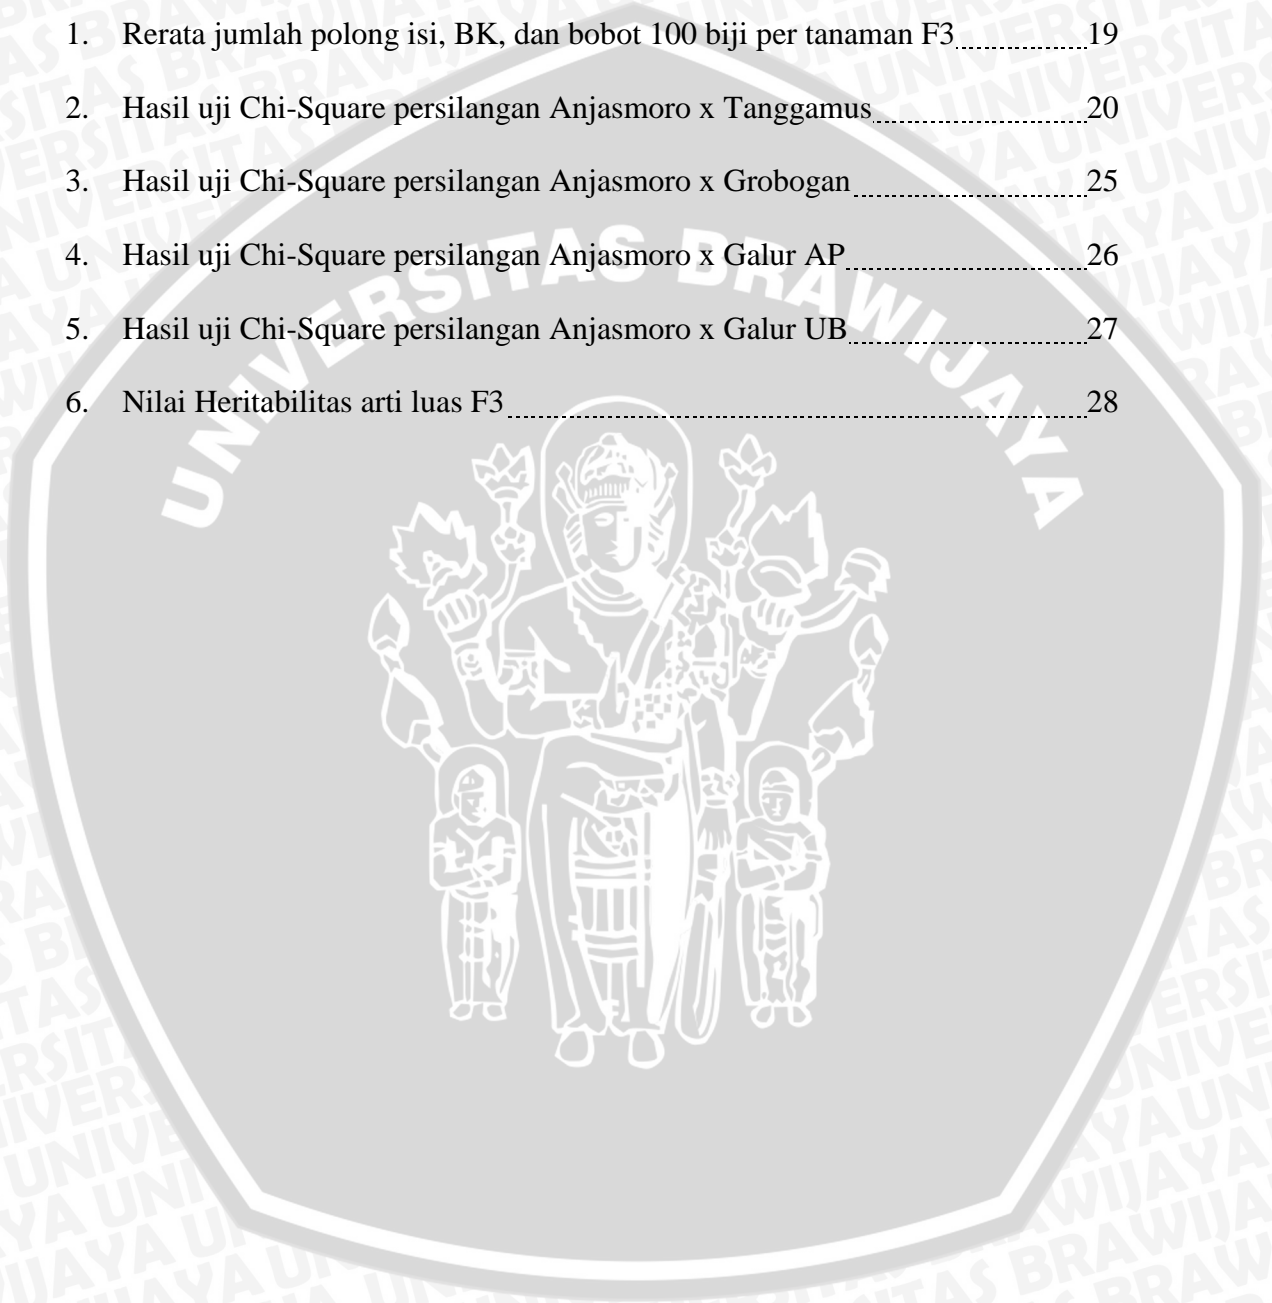 1. Rerata jumlah polong isi, BK, dan bobot 100 biji per tanaman F3 19
2. Hasil uji Chi-Square persilangan Anjasmoro x Tanggamus 20
3. Hasil uji Chi-Square persilangan Anjasmoro x Grobogan 25
4. Hasil uji Chi-Square persilangan Anjasmoro x Galur AP 26
5. Hasil uji Chi-Square persilangan Anjasmoro x Galur UB 27
6. Nilai Heritabilitas arti luas F3 28
UNIVERSITAS BRAWIJAYA